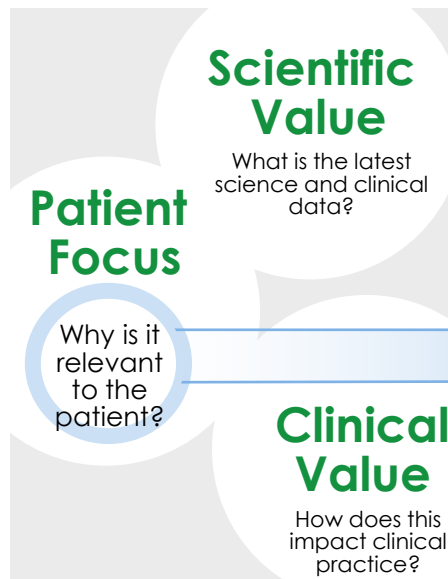 Scientific
Value
What is the latest
science and clinical
data?
Patient
Focus
Why is it
relevant
to the
patient?
Clinical
Value
How does this
impact clinical
practice?